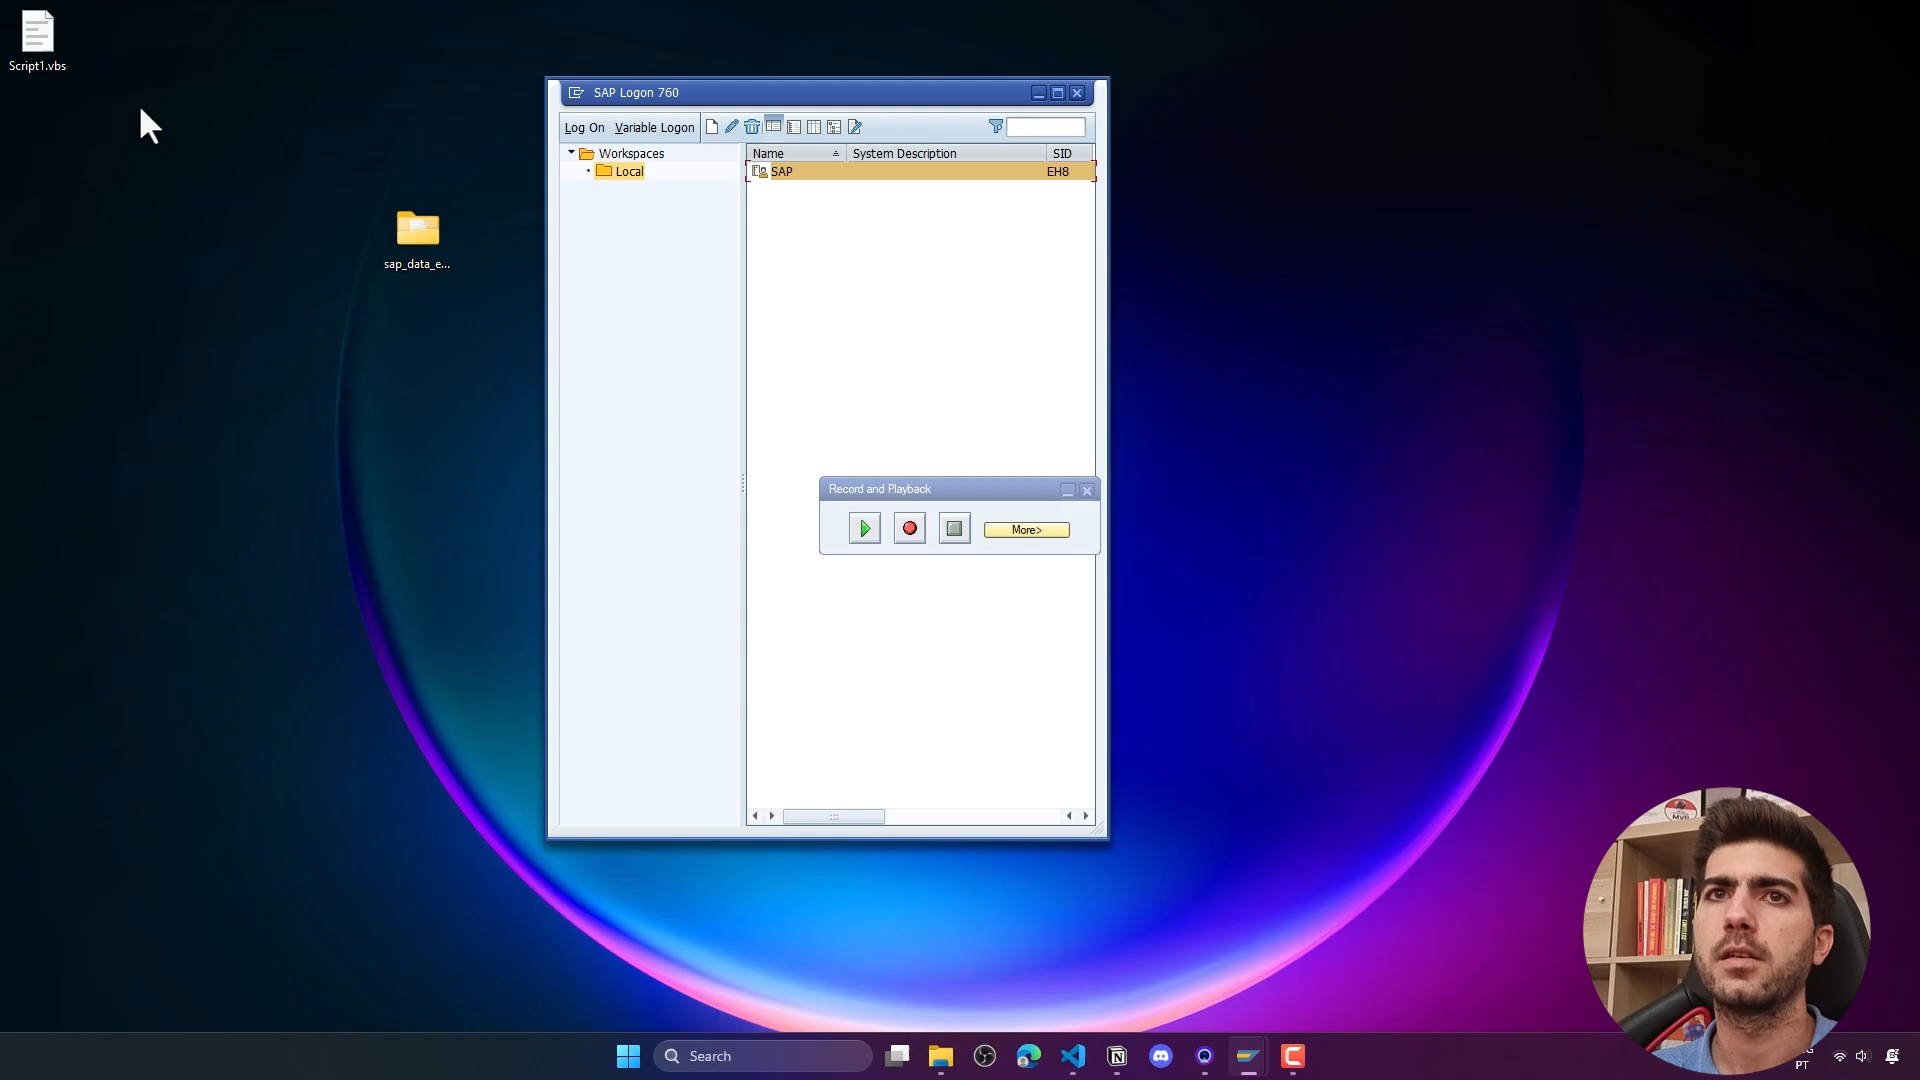 Script1.vbs
sap_data_e...
SAP Logon 760
Log On Variable Logon
Workspaces
Local
Name System Description SID
SAP EH8
Record and Playback
More>
Search
PT